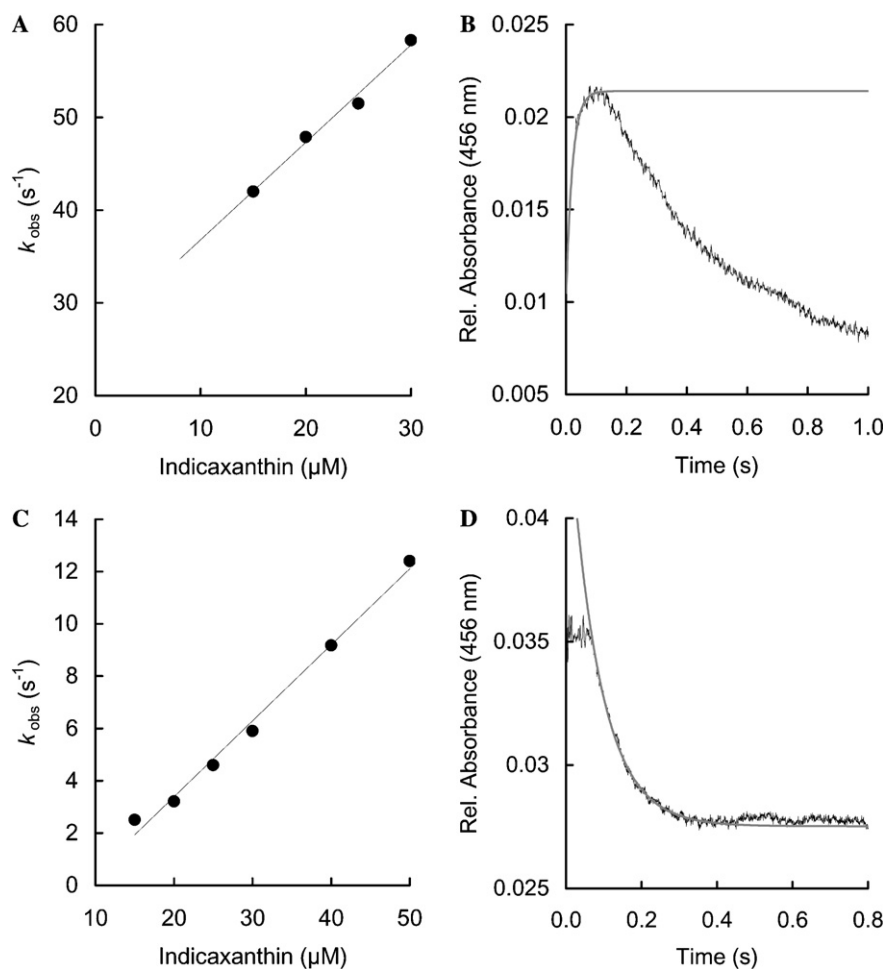 A
60
50
40
30
20
k obs (s-1)
0 10 20 30
Indicaxanthin (µM)
B
0.025
0.02
0.015
0.01
0.005
Rel. Absorbance (456 nm)
0.0 0.2 0.4 0.6 0.8 1.0
Time (s)
C
14
12
10
8
6
4
2
0
k obs (s-1)
10 20 30 40 50
Indicaxanthin (µM)
D
0.04
0.035
0.03
0.025
Rel. Absorbance (456 nm)
0.0 0.2 0.4 0.6 0.8
Time (s)